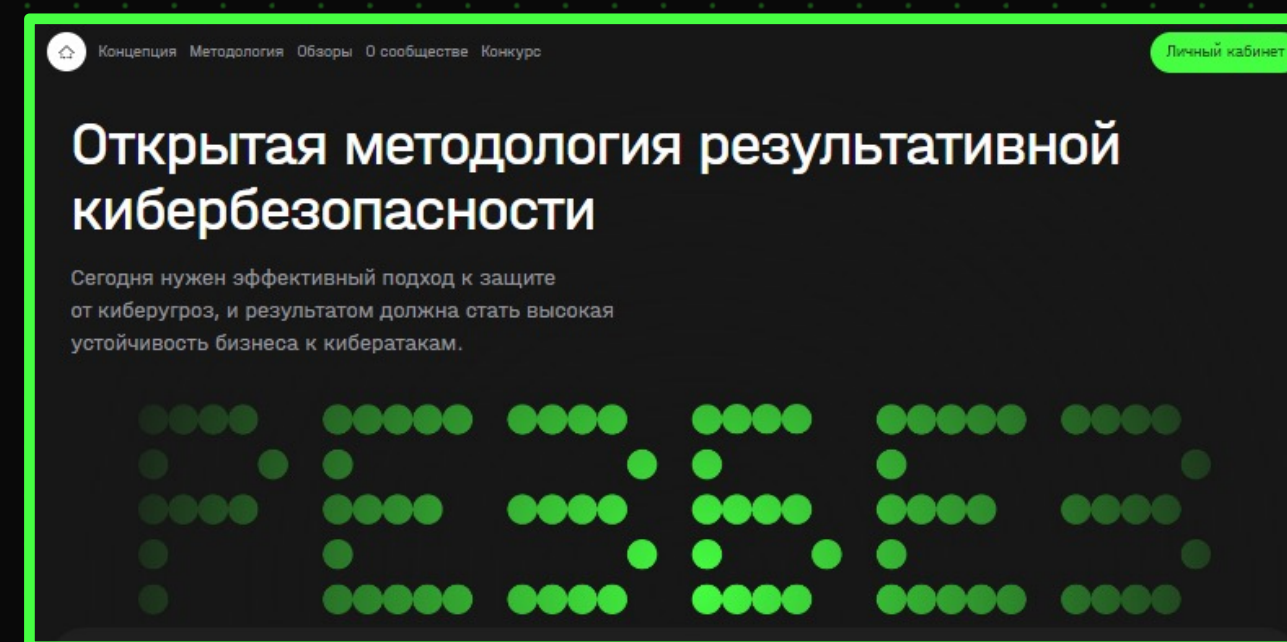 Концепция Методология Обзоры О сообществе Конкурс
Личный кабинет
Открытая методология результативной
кибербезопасности
Сегодня нужен эффективный подход к защите
от киберугроз, и результатом должна стать высокая
устойчивость бизнеса к кибератакам.
РЕЗБЕЗ